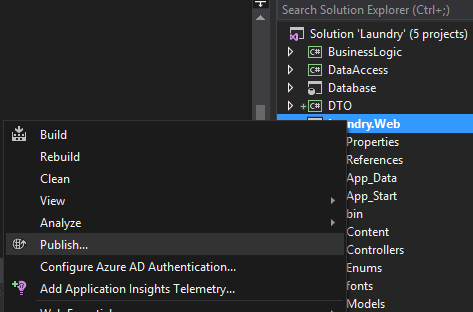 Search Solution Explorer (Ctrl+;)
Solution 'Laundry' (5 projects)
BusinessLogic
DataAccess
Database
DTO
ndry.Web
Properties
References
App_Data
App_Start
bin
Content
Controllers
Enums
fonts
Models
Build
Rebuild
Clean
View
Analyze
Publish...
Configure Azure AD Authentication...
Add Application Insights Telemetry...